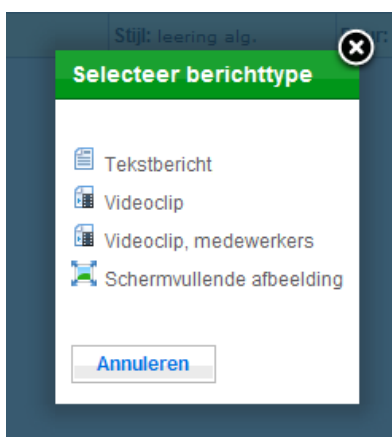 Stijl: leering alg.
Selecteer berichttype
Tekstbericht
Videoclip
Videoclip, medewerkers
Schermvullende afbeelding
Annuleren